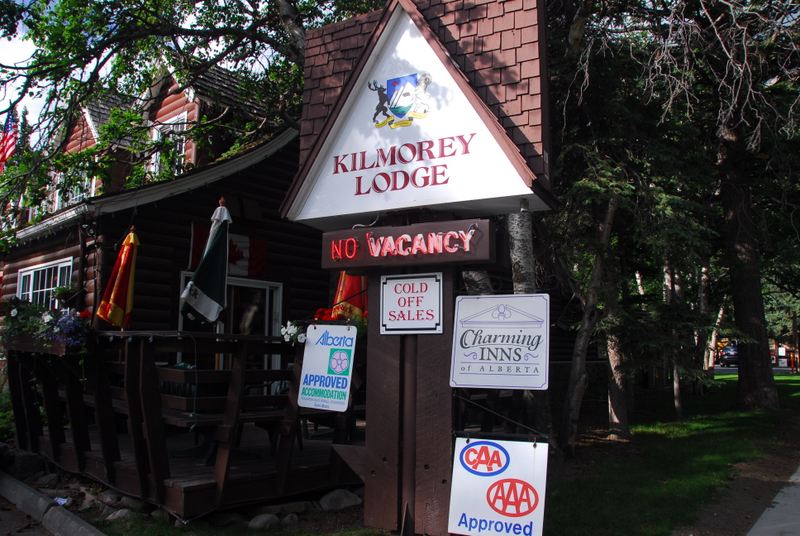 KILMOREY
LODGE
NO VACANCY
COLD
OFF
SALES
Alberta
APPROVED
ACCOMMODATION
Charming
INNS
of ALBERTA
CAA
AAA
Approved